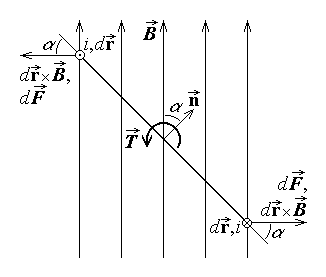 α
i,dr⃗
B⃗
dr⃗×B⃗,
dF⃗
α
n⃗
T⃗
dF⃗,
dr⃗×B⃗
dr⃗,i
α